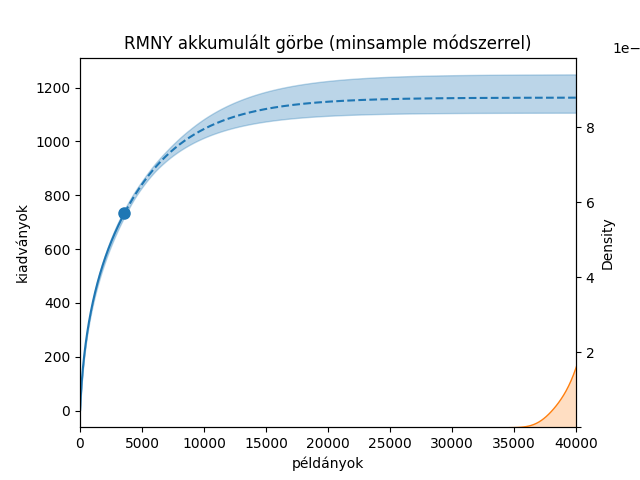 RMNY akkumulált görbe (minsample módszerrel)
1e−
1200
1000
800
600
400
200
0
kiadványok
8
6
4
2
Density
0 5000 10000 15000 20000 25000 30000 35000 40000
példányok